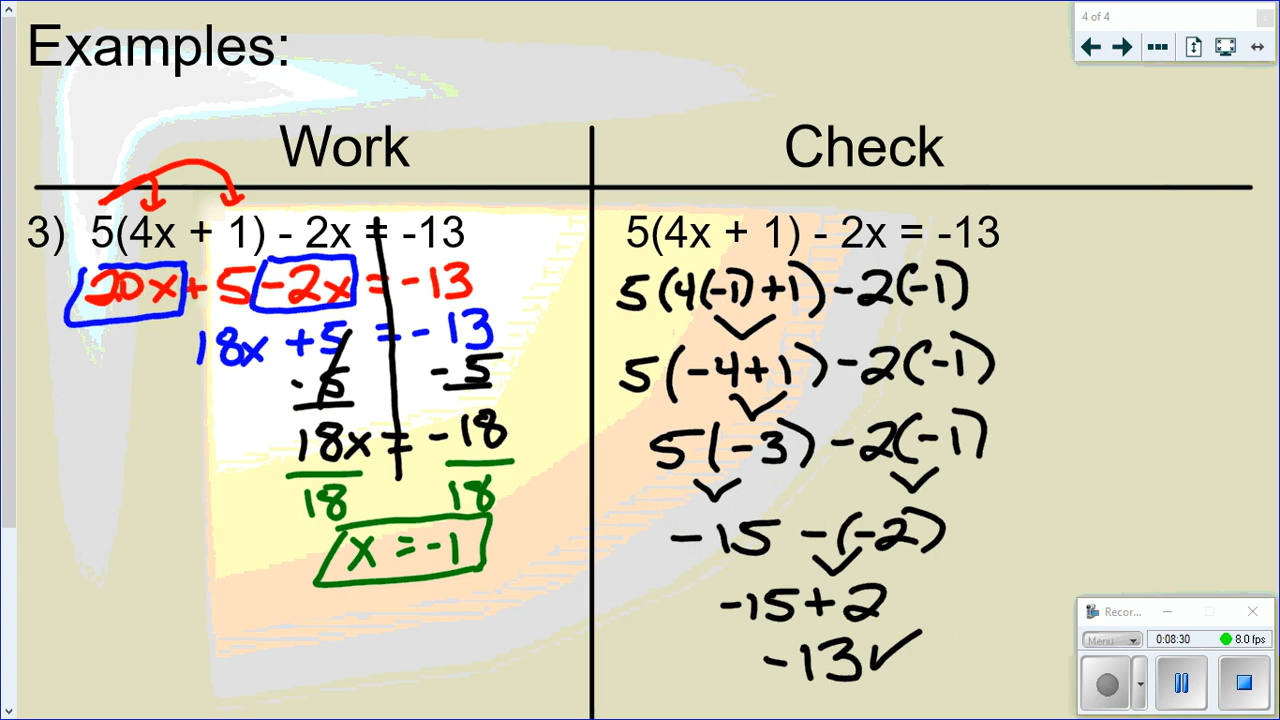 Examples:
4 of 4
Work
Check
3) 5(4x + 1) - 2x = -13
20x + 5 - 2x = -13
18x + 5 = - 13
- 5 - 5
18x = - 18
18 18
x = -1
5(4x + 1) - 2x = -13
5(4(-1)+1) - 2(-1)
5(-4+1) - 2(-1)
5(-3) - 2(-1)
-15 - (-2)
-15+2
-13✓
Recor...
Menu
0:08:30
8.0 fps